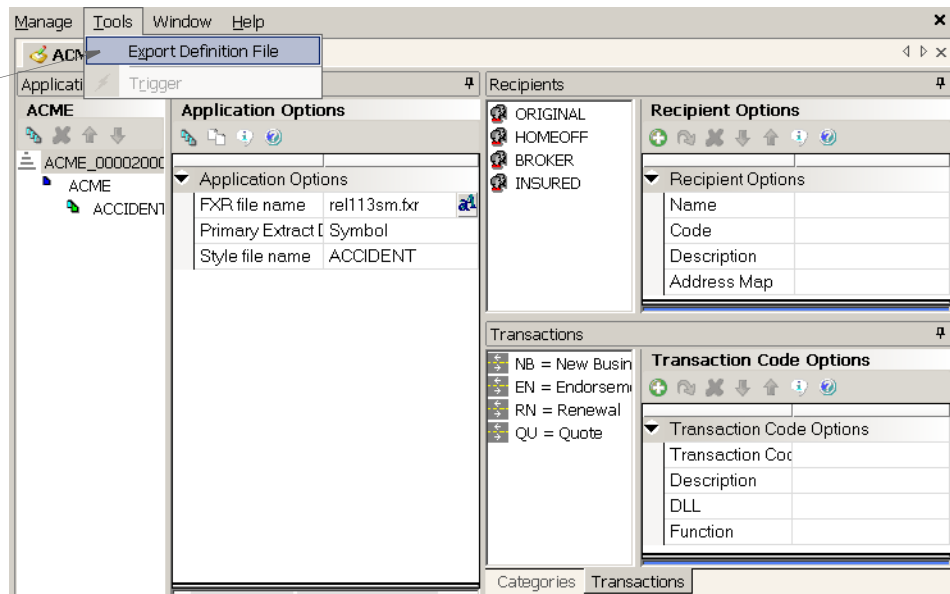 Manage Tools Window Help
ACM
Export Definition File
Trigger
Applicati
ACME
ACME_00002000
ACME
ACCIDENT
Application Options
Application Options
FXR file name rel113sm.fxr
Primary Extract D Symbol
Style file name ACCIDENT
Recipients
ORIGINAL
HOMEOFF
BROKER
INSURED
Recipient Options
Recipient Options
Name
Code
Description
Address Map
Transactions
NB = New Busin
EN = Endorsem
RN = Renewal
QU = Quote
Transaction Code Options
Transaction Code Options
Transaction Cod
Description
DLL
Function
Categories Transactions